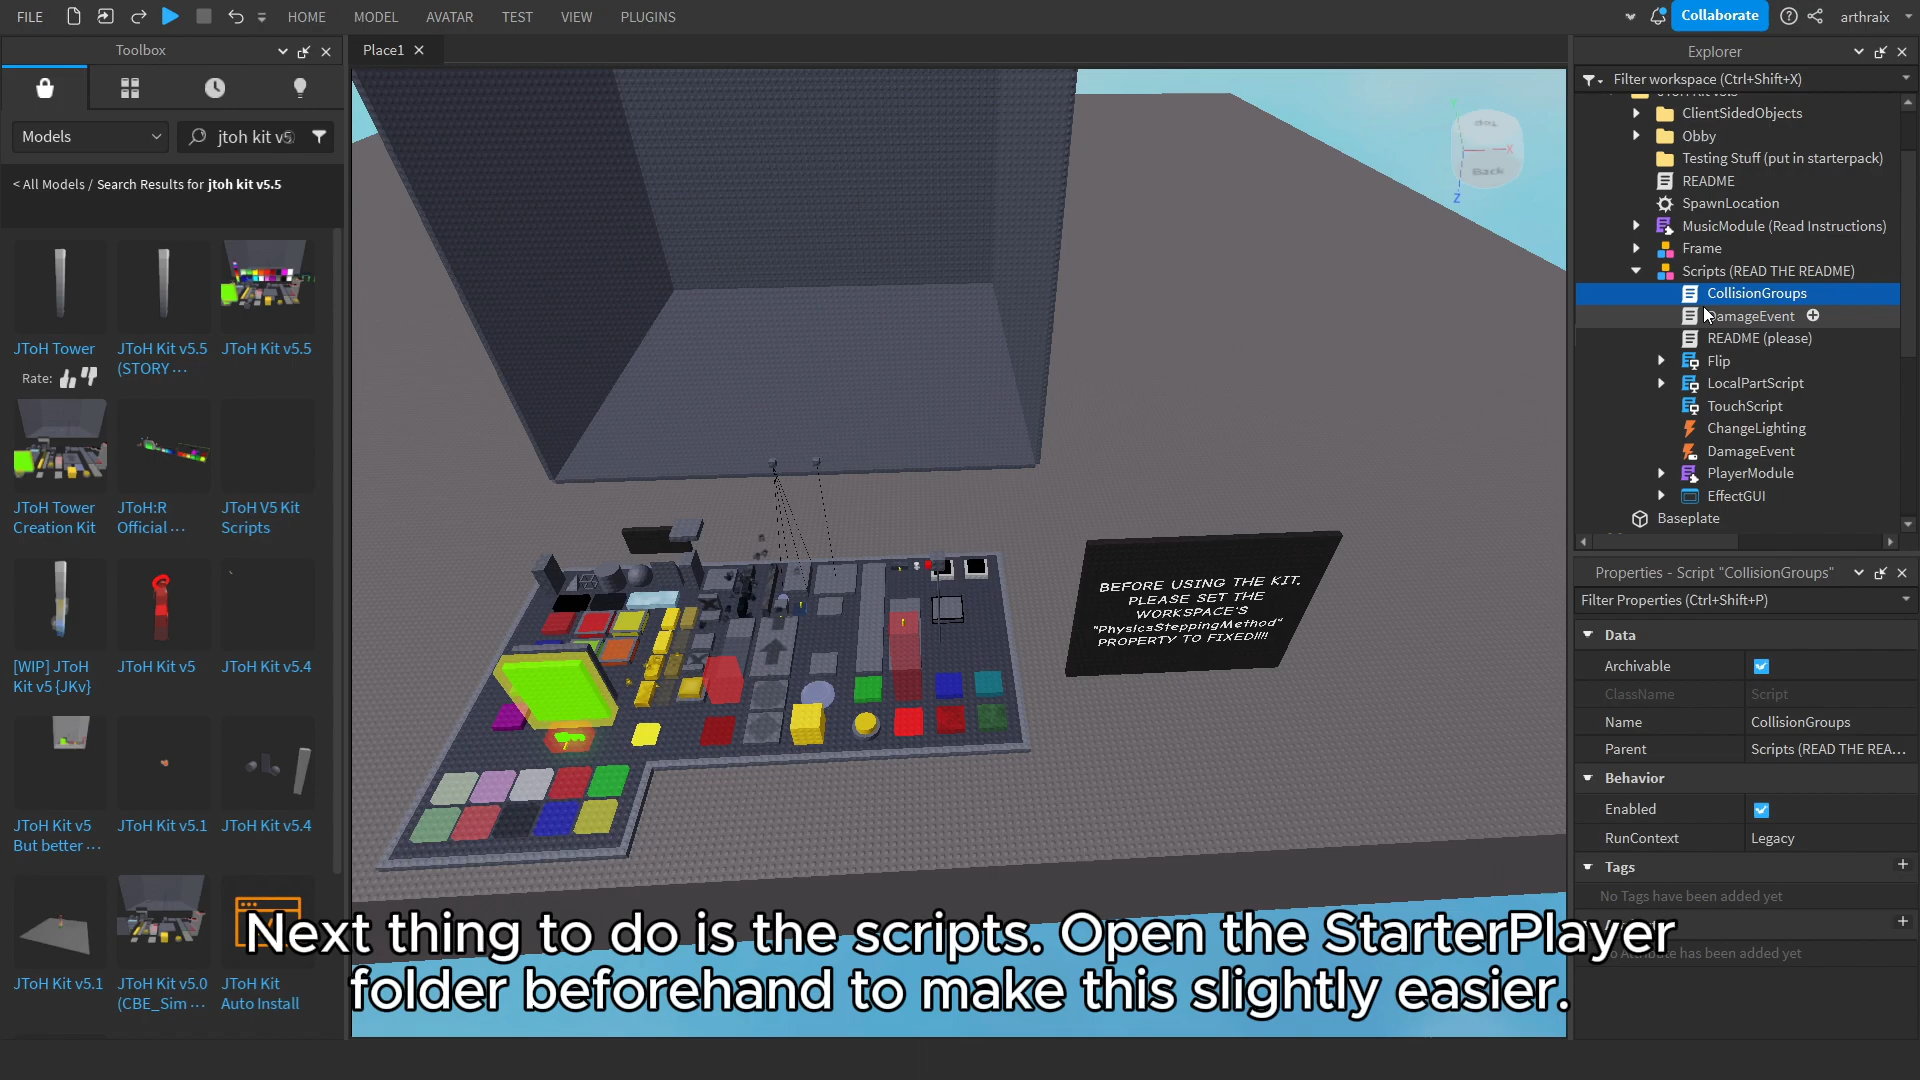 FILE
HOME
MODEL
AVATAR
TEST
VIEW
PLUGINS
Collaborate
arthraix
Toolbox
Models
jtoh kit v5
< All Models / Search Results for jtoh kit v5.5
JToH Tower
Rate:
JToH Kit v5.5
(STORY ...
JToH Kit v5.5
JToH Tower
Creation Kit
JToH:R
Official ...
JToH V5 Kit
Scripts
[WIP] JToH
Kit v5 {JKv}
JToH Kit v5
JToH Kit v5.4
JToH Kit v5
But better ...
JToH Kit v5.1
JToH Kit v5.4
JToH Kit v5.1
JToH Kit v5.0
(CBE_Sim ...
JToH Kit
Auto Install
Place1
Top
Back
Y
X
Z
BEFORE USING THE KIT,
PLEASE SET THE
WORKSPACE'S
"PhysicsSteppingMethod"
PROPERTY TO FIXED!!!!
Explorer
Filter workspace (Ctrl+Shift+X)
ClientSidedObjects
Obby
Testing Stuff (put in starterpack)
README
SpawnLocation
MusicModule (Read Instructions)
Frame
Scripts (READ THE README)
CollisionGroups
DamageEvent
README (please)
Flip
LocalPartScript
TouchScript
ChangeLighting
DamageEvent
PlayerModule
EffectGUI
Baseplate
Properties - Script "CollisionGroups"
Filter Properties (Ctrl+Shift+P)
Data
Archivable
ClassName Script
Name CollisionGroups
Parent Scripts (READ THE REA...
Behavior
Enabled
RunContext Legacy
Tags
No Tags have been added yet
Attribute has been added yet
Next thing to do is the scripts. Open the StarterPlayer
folder beforehand to make this slightly easier.